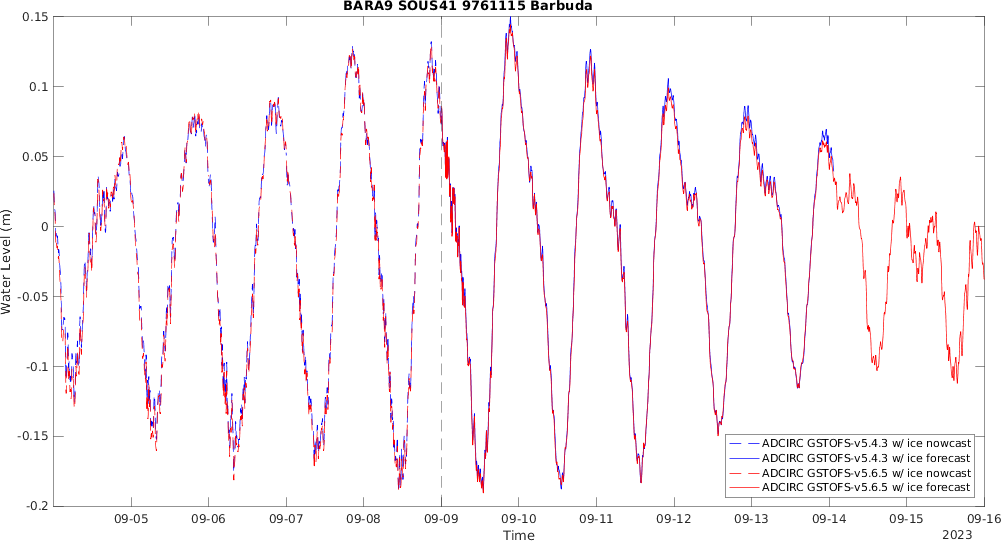 BARA9 SOUS41 9761115 Barbuda
0.15
0.1
0.05
0
-0.05
-0.1
-0.15
-0.2
Water Level (m)
ADCIRC GSTOFS-v5.4.3 w/ ice nowcast
ADCIRC GSTOFS-v5.4.3 w/ ice forecast
ADCIRC GSTOFS-v5.6.5 w/ ice nowcast
ADCIRC GSTOFS-v5.6.5 w/ ice forecast
09-05 09-06 09-07 09-08 09-09 09-10 09-11 09-12 09-13 09-14 09-15 09-16
Time
2023